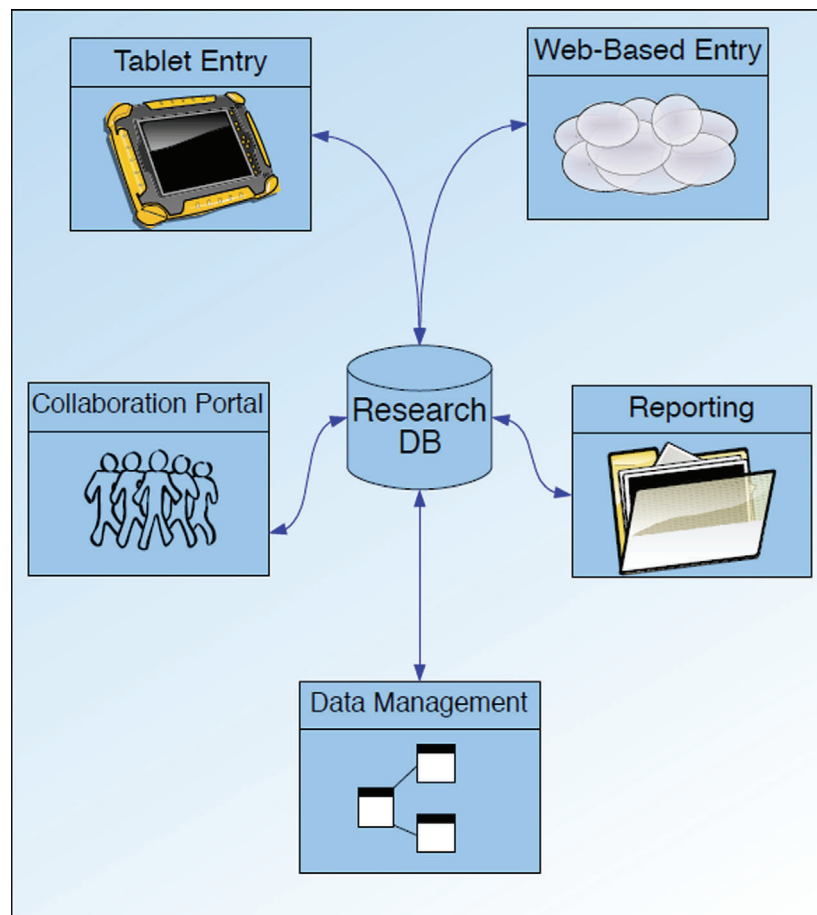 Tablet Entry
Web-Based Entry
Collaboration Portal
Research
DB
Reporting
Data Management